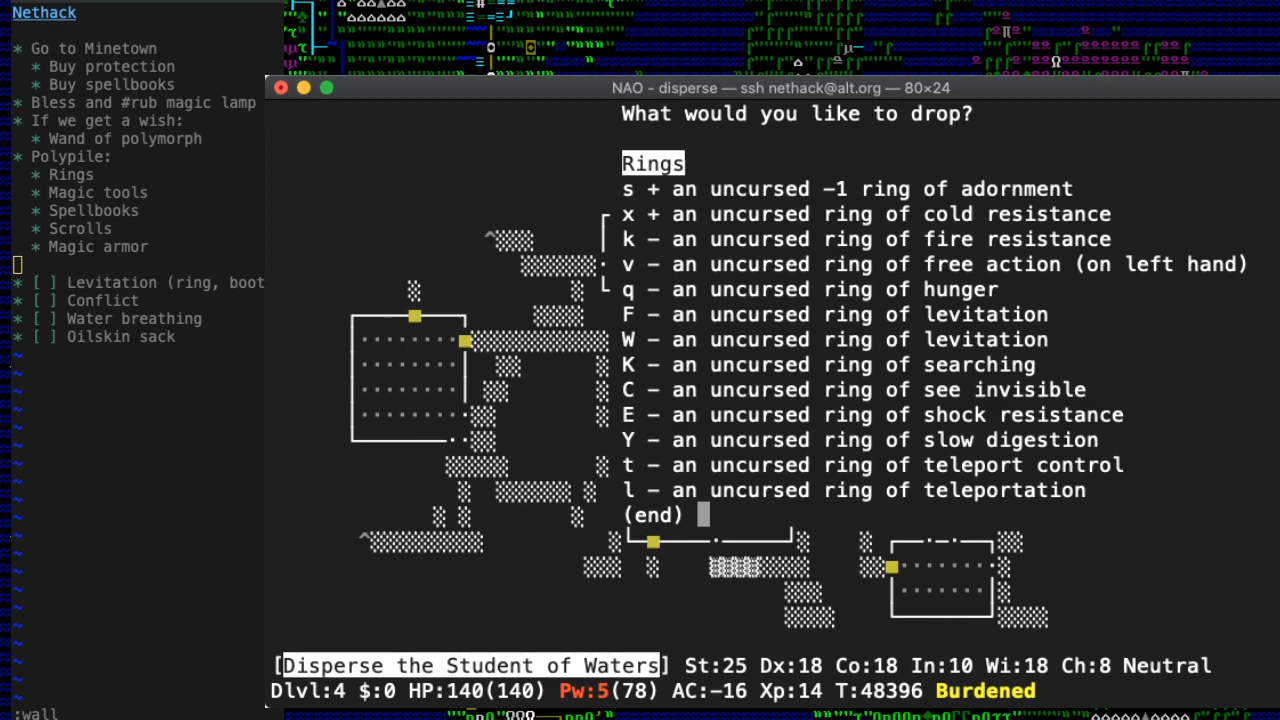 Nethack
* Go to Minetown
* Buy protection
* Buy spellbooks
* Bless and #rub magic lamp
* If we get a wish:
* Wand of polymorph
* Polypile:
* Rings
* Magic tools
* Spellbooks
* Scrolls
* Magic armor
* [ ] Levitation (ring, boot
* [ ] Conflict
* [ ] Water breathing
* [ ] Oilskin sack
:wall
NAO - disperse — ssh nethack@alt.org — 80×24
What would you like to drop?
Rings
s + an uncursed -1 ring of adornment
x + an uncursed ring of cold resistance
k - an uncursed ring of fire resistance
v - an uncursed ring of free action (on left hand)
q - an uncursed ring of hunger
F - an uncursed ring of levitation
W - an uncursed ring of levitation
K - an uncursed ring of searching
C - an uncursed ring of see invisible
E - an uncursed ring of shock resistance
Y - an uncursed ring of slow digestion
t - an uncursed ring of teleport control
l - an uncursed ring of teleportation
(end)
[Disperse the Student of Waters] St:25 Dx:18 Co:18 In:10 Wi:18 Ch:8 Neutral
Dlvl:4 $:0 HP:140(140) Pw:5(78) AC:-16 Xp:14 T:48396 Burdened